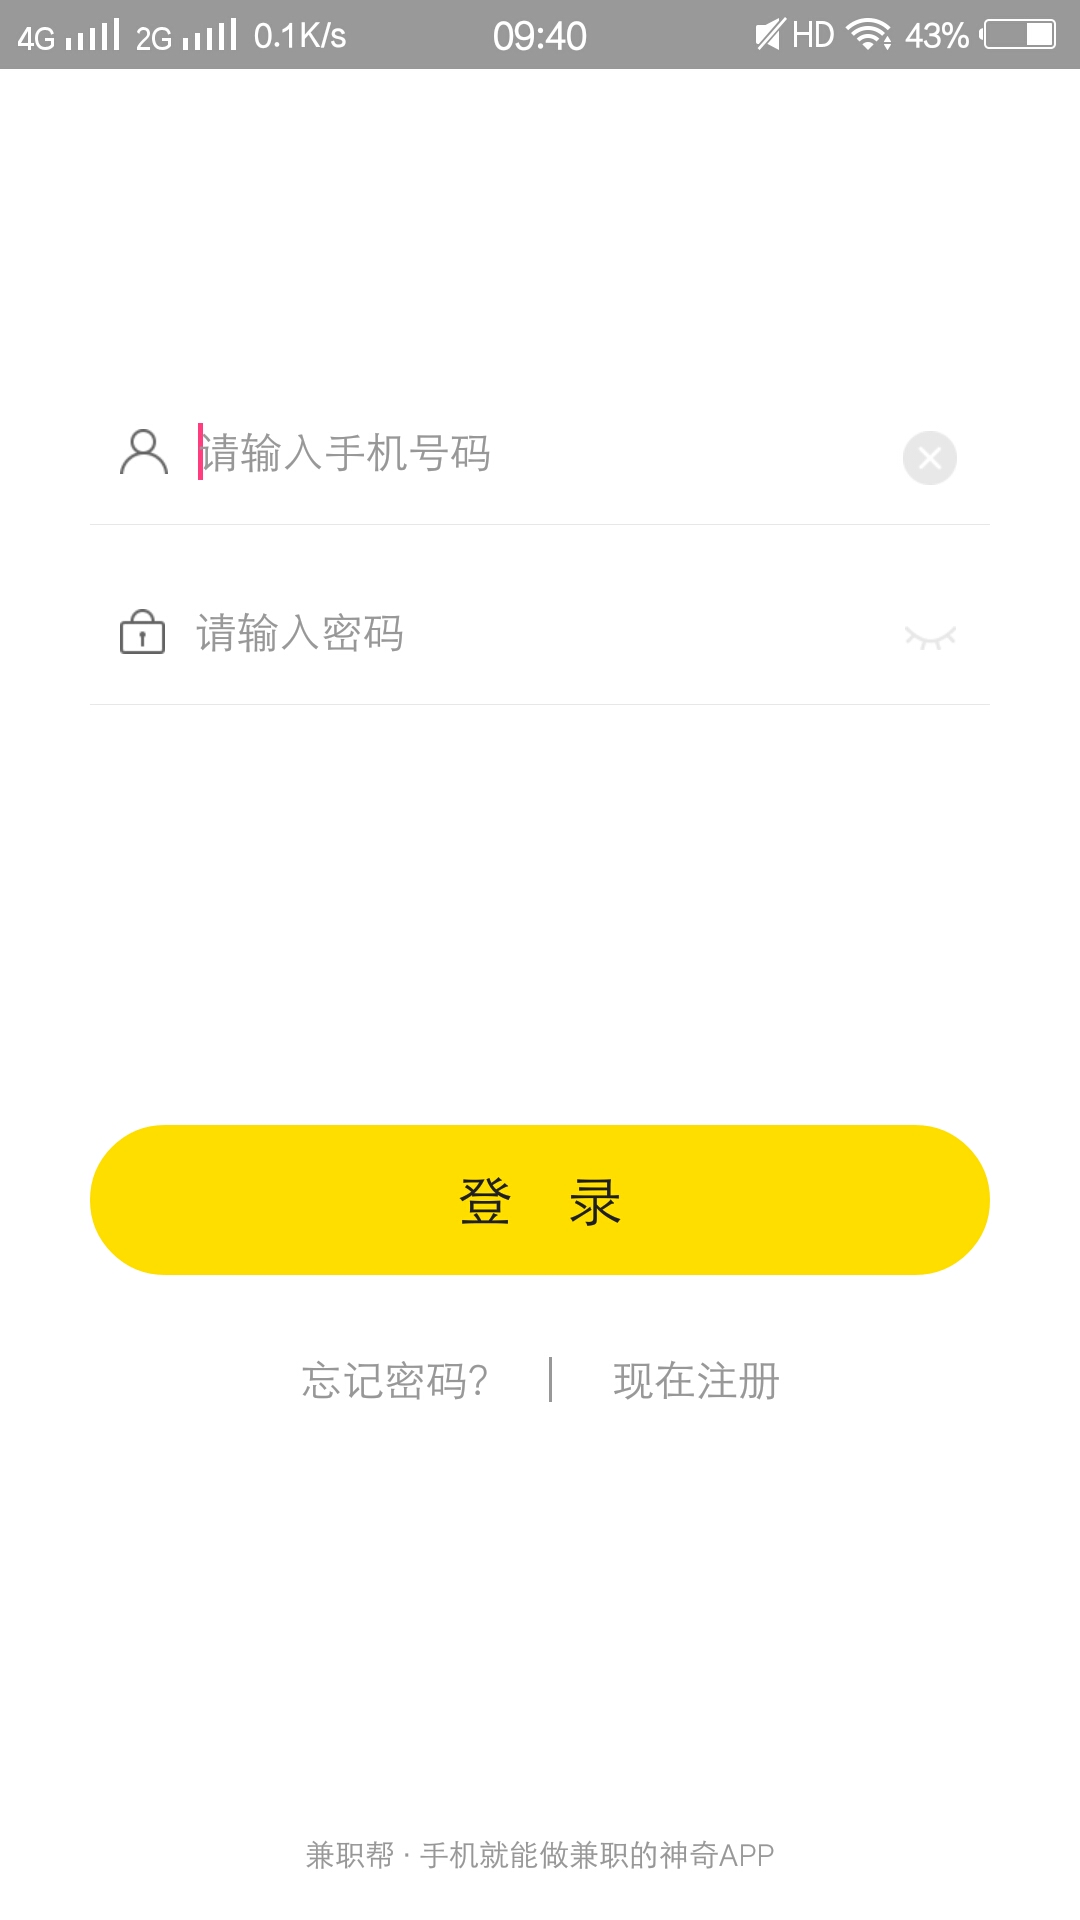 4G 2G 0.1K/s 09:40 HD 43%
请输入手机号码
请输入密码
登 录
忘记密码? 现在注册
兼职帮·手机就能做兼职的神奇APP